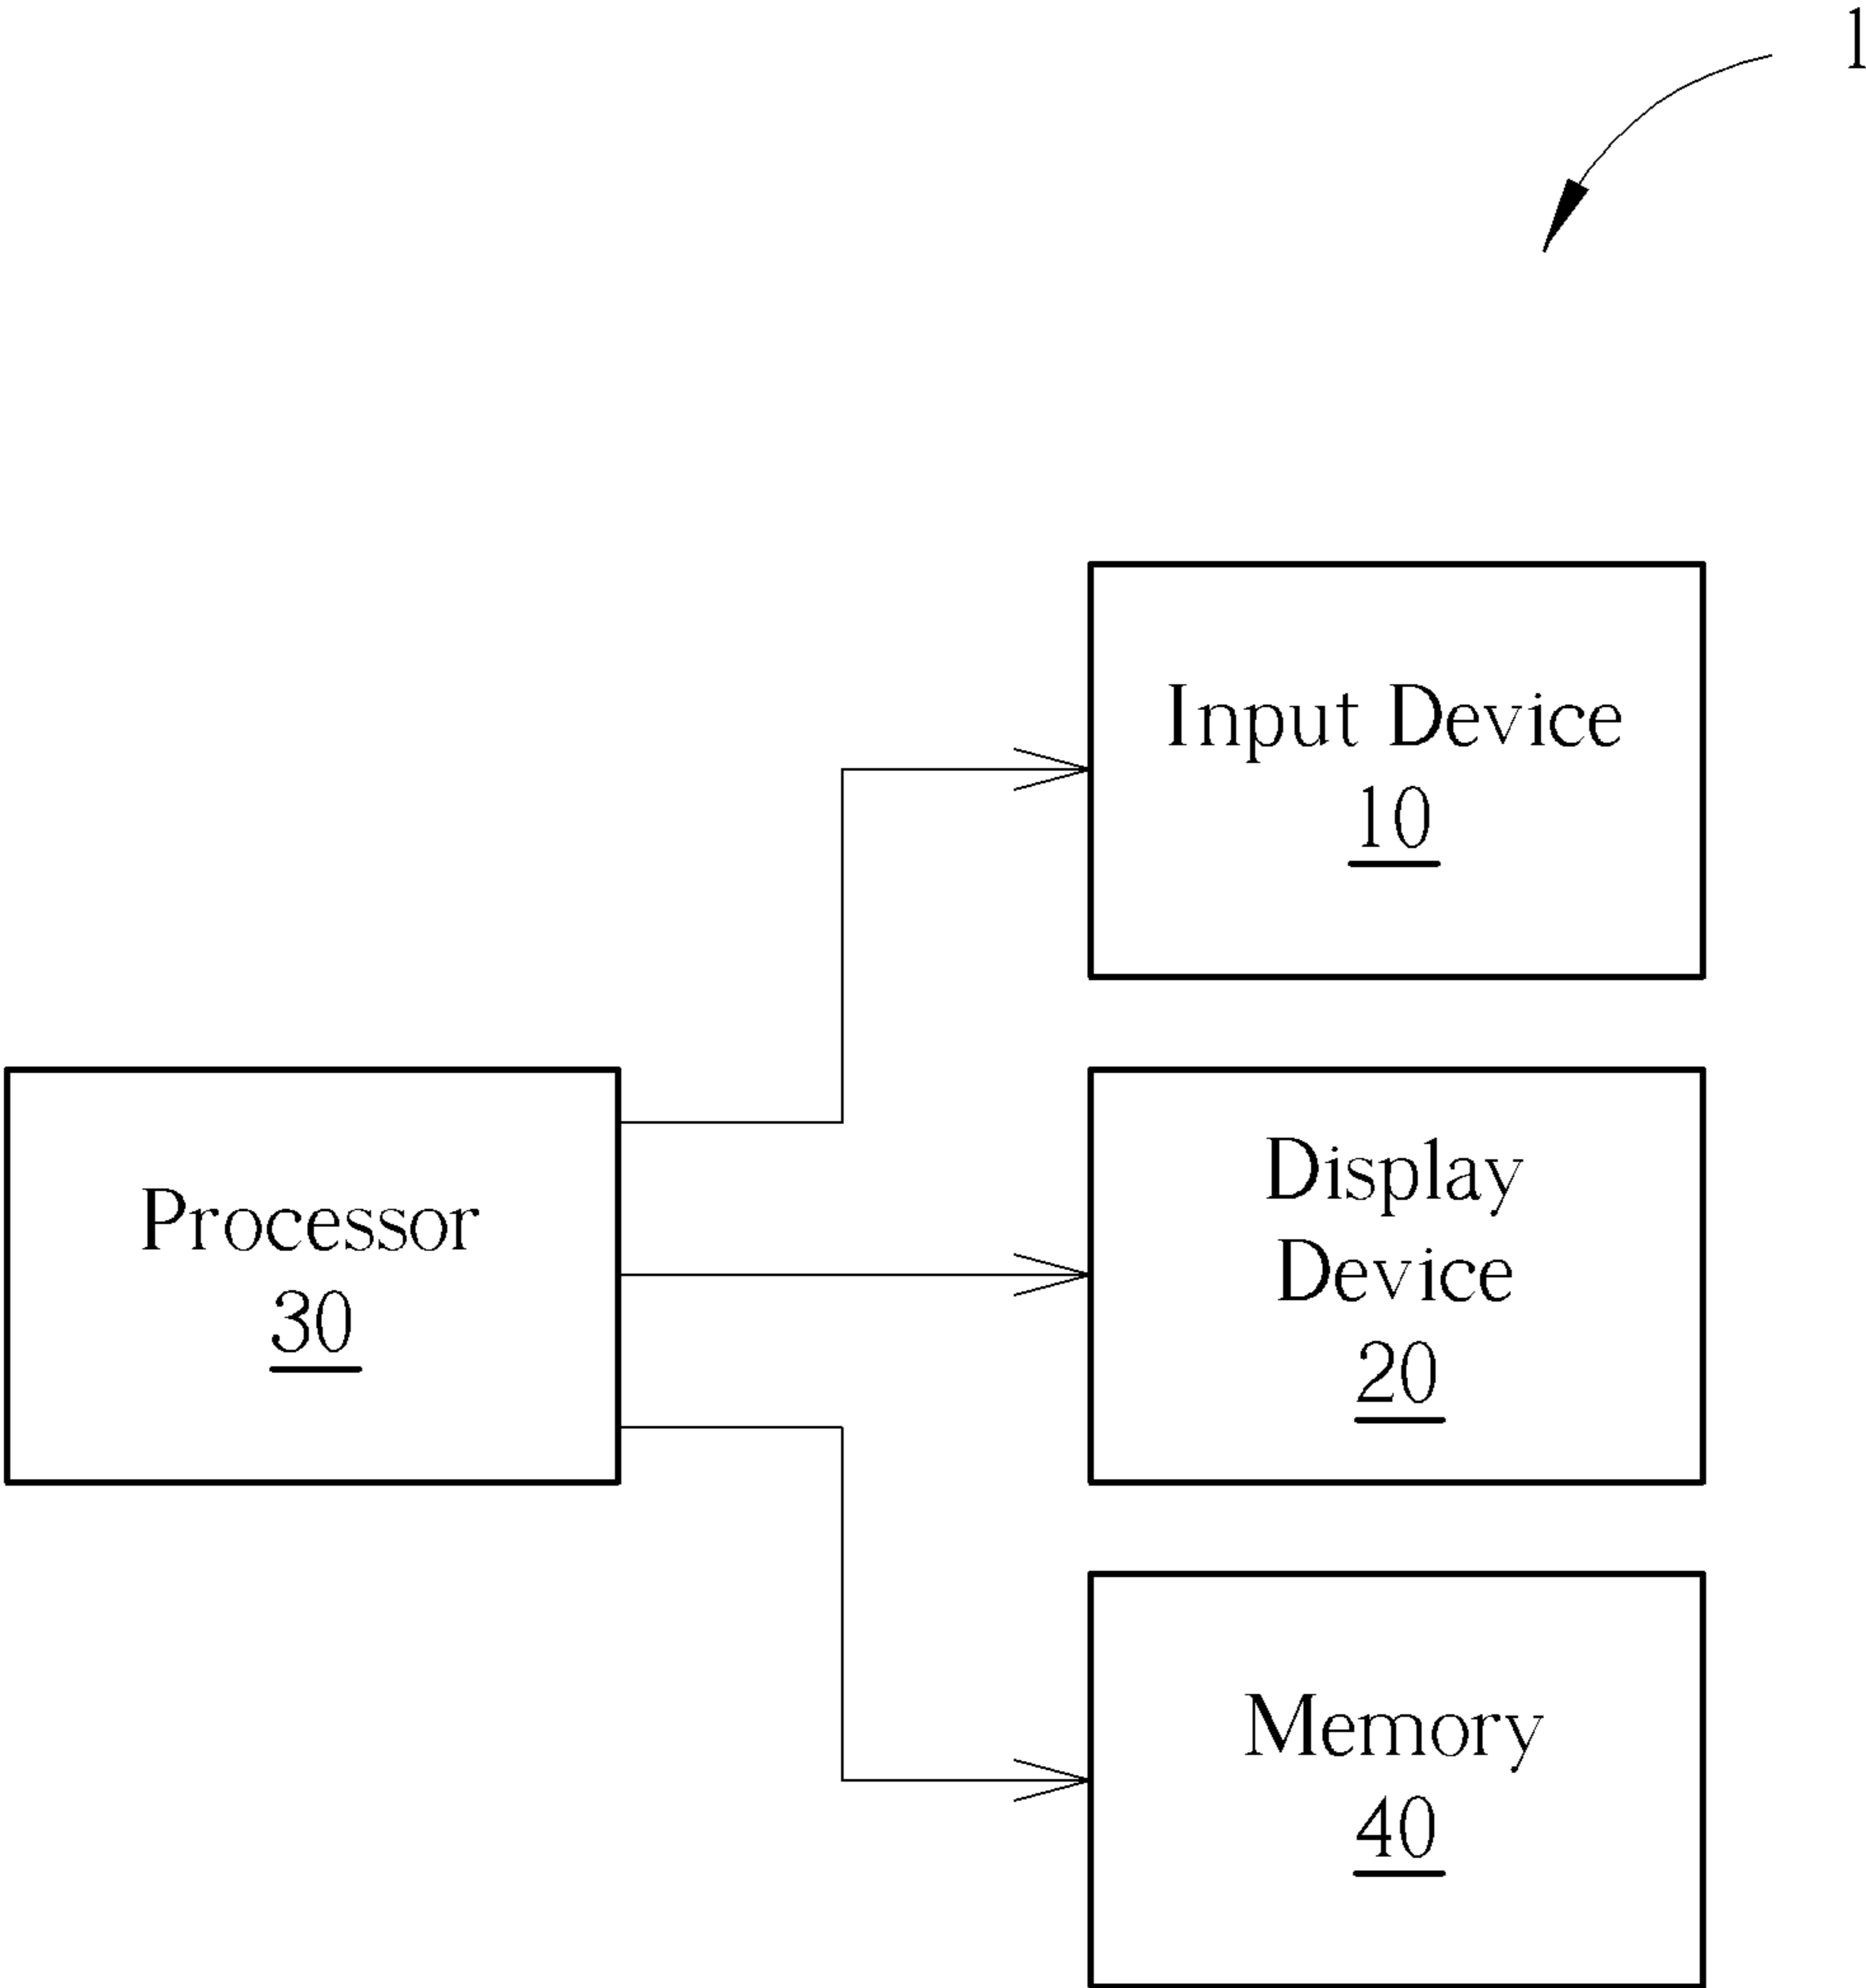 1
Input Device
10
Processor
30
Display
Device
20
Memory
40